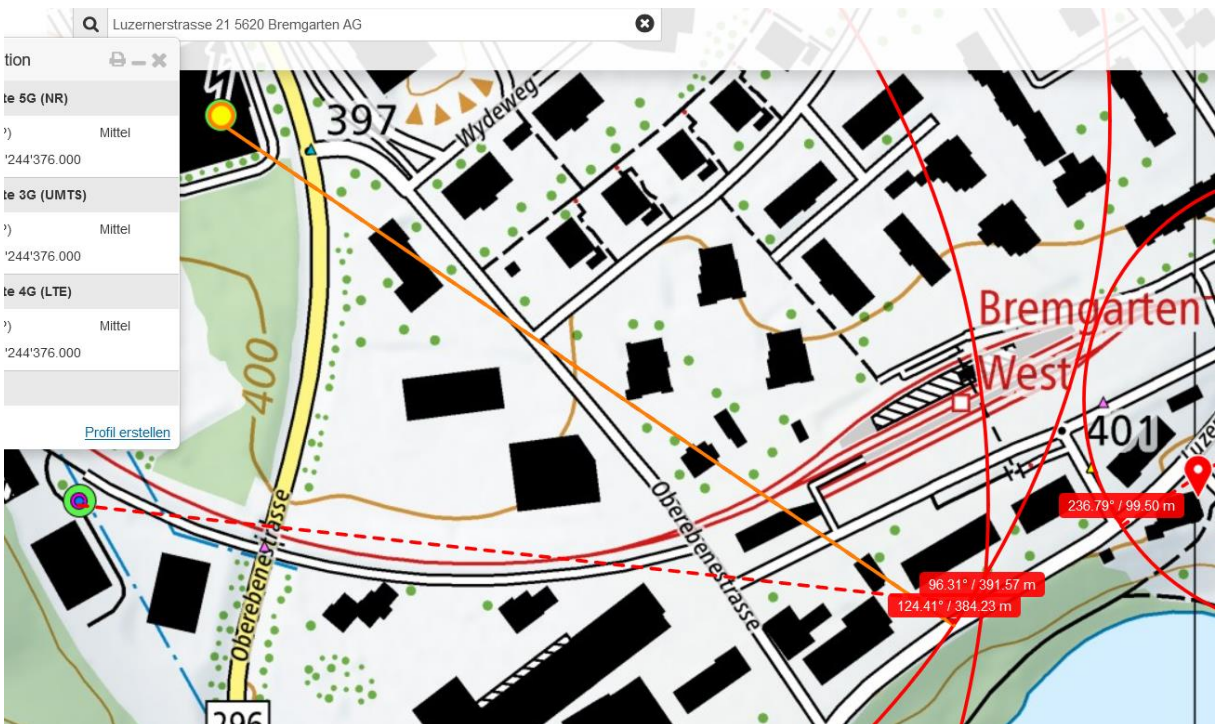 Luzernerstrasse 21 5620 Bremgarten AG
tion
te 5G (NR)
?) Mittel
'244'376.000
te 3G (UMTS)
?) Mittel
'244'376.000
te 4G (LTE)
?) Mittel
'244'376.000
Profil erstellen
397
Wydeweg
400
Bremgarten
West
401
Luzer
236.79° / 99.50 m
Oberebenestrasse
Oberebenestrasse
96.31° / 391.57 m
124.41° / 384.23 m
296